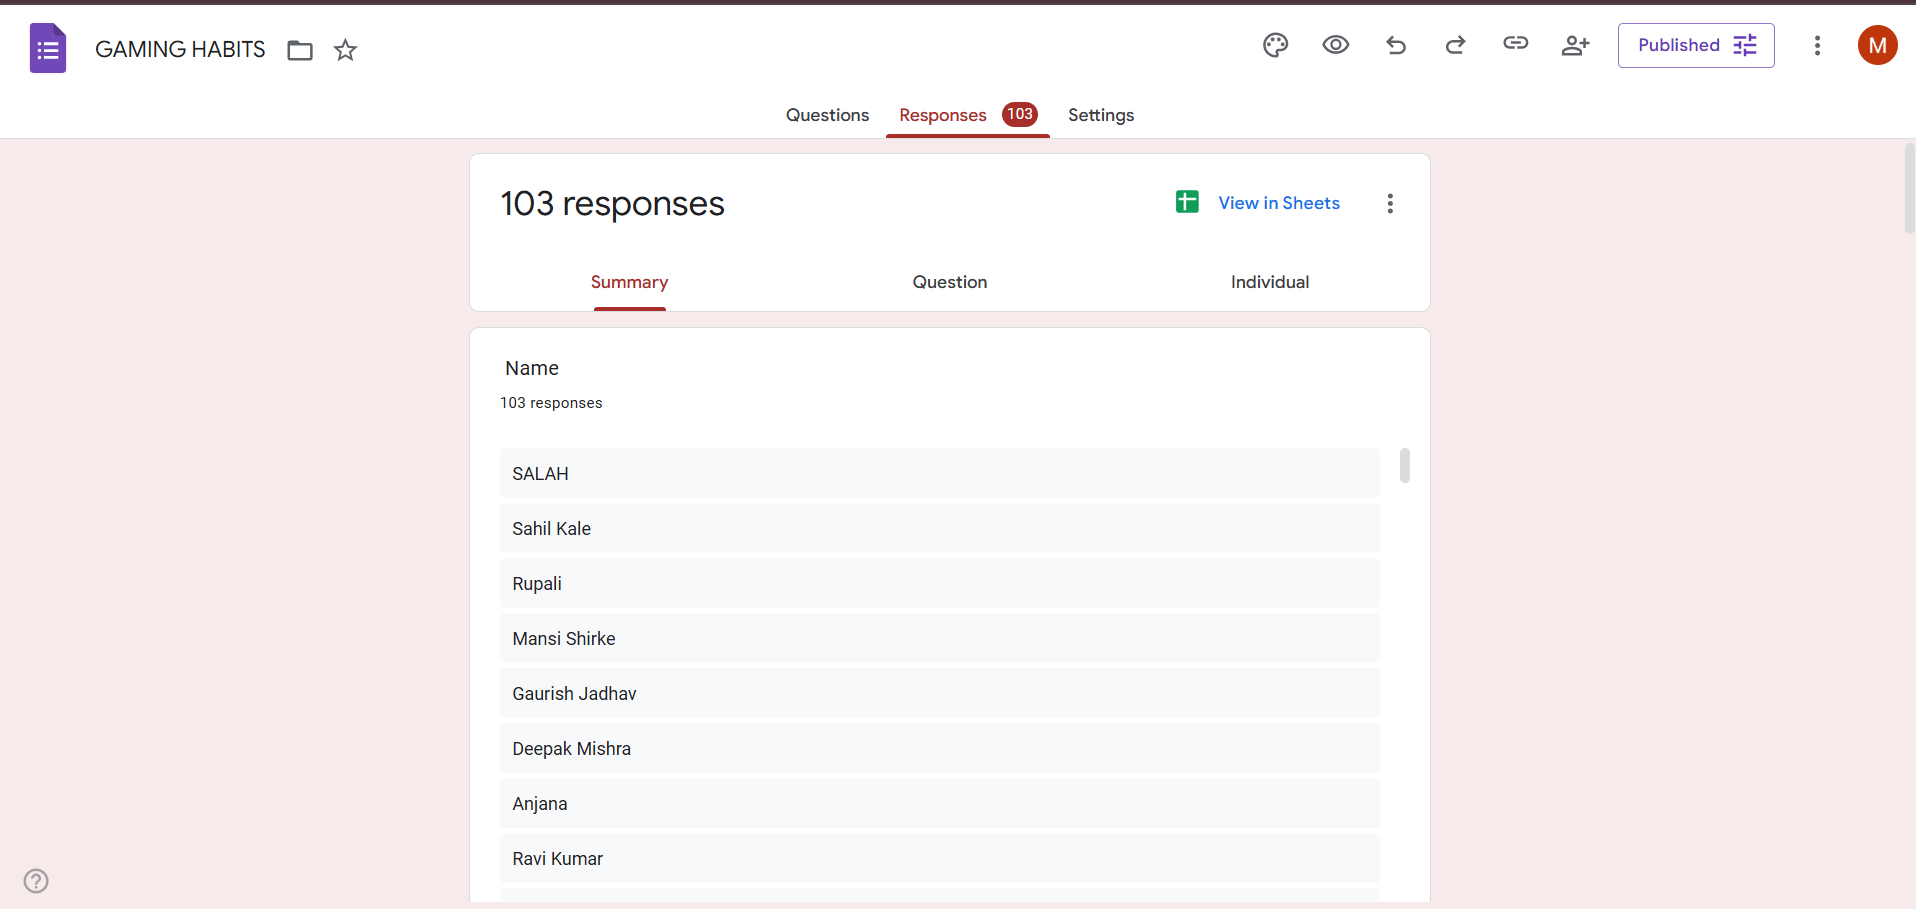 GAMING HABITS
Published
M
Questions
Responses 103
Settings
103 responses
View in Sheets
Summary
Question
Individual
Name
103 responses
SALAH
Sahil Kale
Rupali
Mansi Shirke
Gaurish Jadhav
Deepak Mishra
Anjana
Ravi Kumar